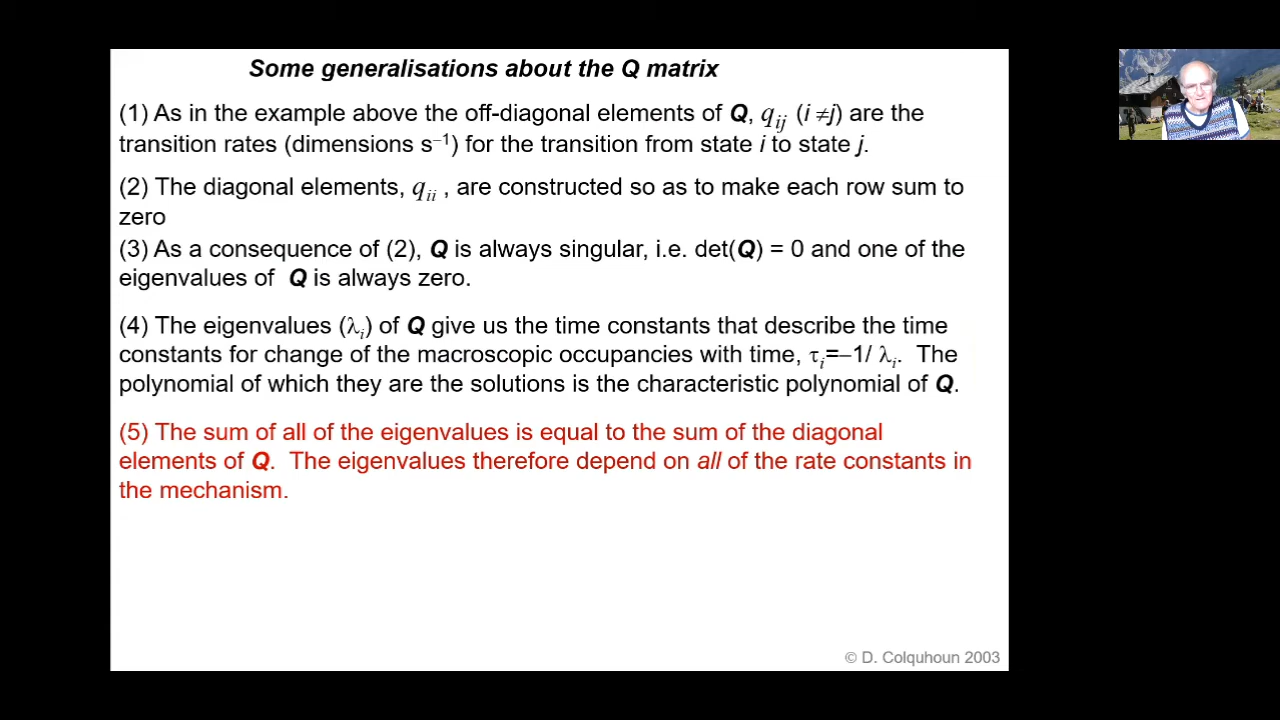 Some generalisations about the Q matrix
(1) As in the example above the off-diagonal elements of Q, qij (i ≠j) are the
transition rates (dimensions s⁻¹) for the transition from state i to state j.
(2) The diagonal elements, qii , are constructed so as to make each row sum to
zero
(3) As a consequence of (2), Q is always singular, i.e. det(Q) = 0 and one of the
eigenvalues of Q is always zero.
(4) The eigenvalues (λi) of Q give us the time constants that describe the time
constants for change of the macroscopic occupancies with time, τi=–1/ λi. The
polynomial of which they are the solutions is the characteristic polynomial of Q.
(5) The sum of all of the eigenvalues is equal to the sum of the diagonal
elements of Q. The eigenvalues therefore depend on all of the rate constants in
the mechanism.
© D. Colquhoun 2003